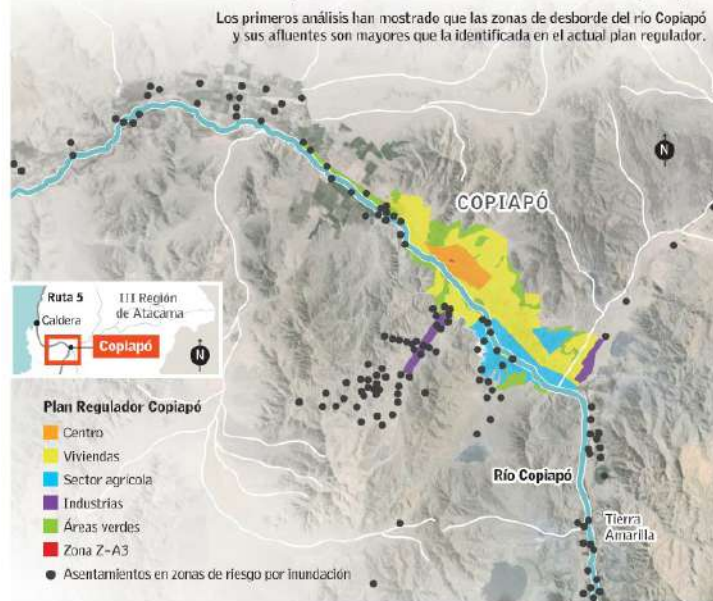 Los primeros análisis han mostrado que las zonas de desborde del río Copiapó
y sus afluentes son mayores que la identificada en el actual plan regulador.
N
COPIAPÓ
Ruta 5
III Región
de Atacama
Caldera
Copiapó
N
Plan Regulador Copiapó
Centro
Viviendas
Sector agrícola
Industrias
Áreas verdes
Zona Z-A3
Asentamientos en zonas de riesgo por inundación
Río Copiapó
Tierra
Amarilla